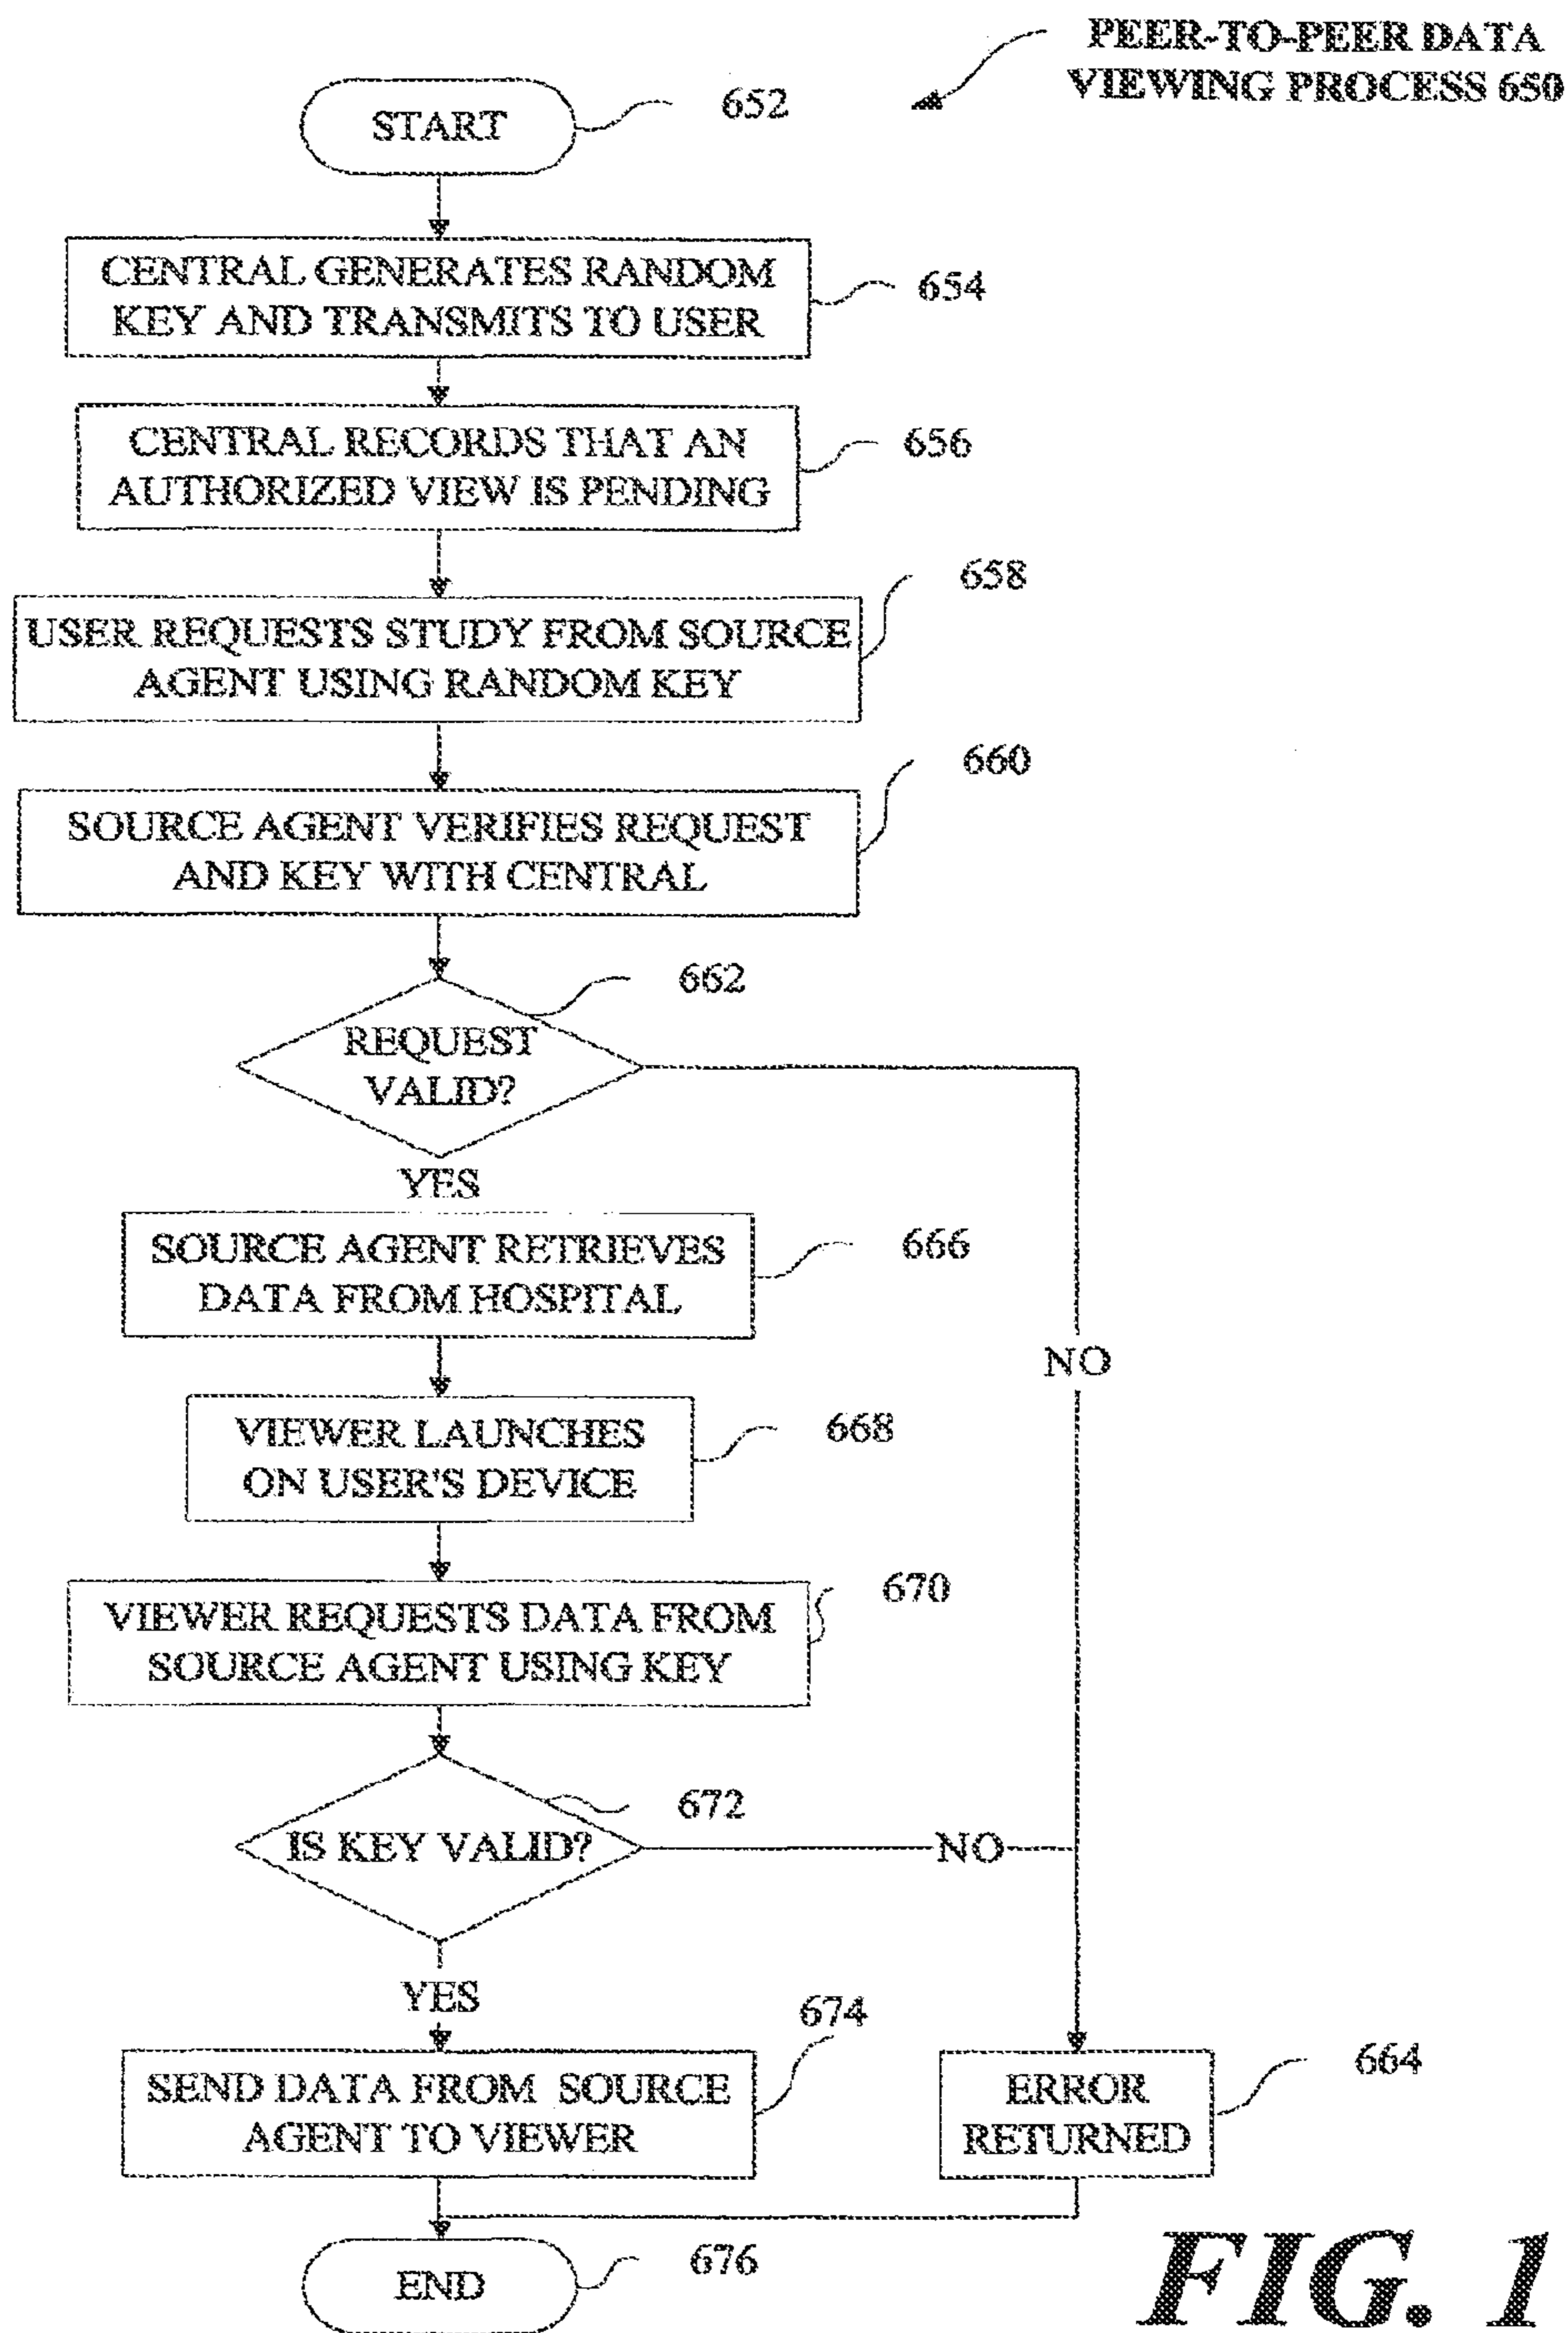 PEER-TO-PEER DATA
VIEWING PROCESS 650
START
652
CENTRAL GENERATES RANDOM
KEY AND TRANSMITS TO USER
654
CENTRAL RECORDS THAT AN
AUTHORIZED VIEW IS PENDING
656
USER REQUESTS STUDY FROM SOURCE
AGENT USING RANDOM KEY
658
SOURCE AGENT VERIFIES REQUEST
AND KEY WITH CENTRAL
660
REQUEST
VALID?
662
YES
NO
SOURCE AGENT RETRIEVES
DATA FROM HOSPITAL
666
VIEWER LAUNCHES
ON USER'S DEVICE
668
VIEWER REQUESTS DATA FROM
SOURCE AGENT USING KEY
670
IS KEY VALID?
672
NO
YES
SEND DATA FROM SOURCE
AGENT TO VIEWER
674
ERROR
RETURNED
664
END
676
FIG. 1